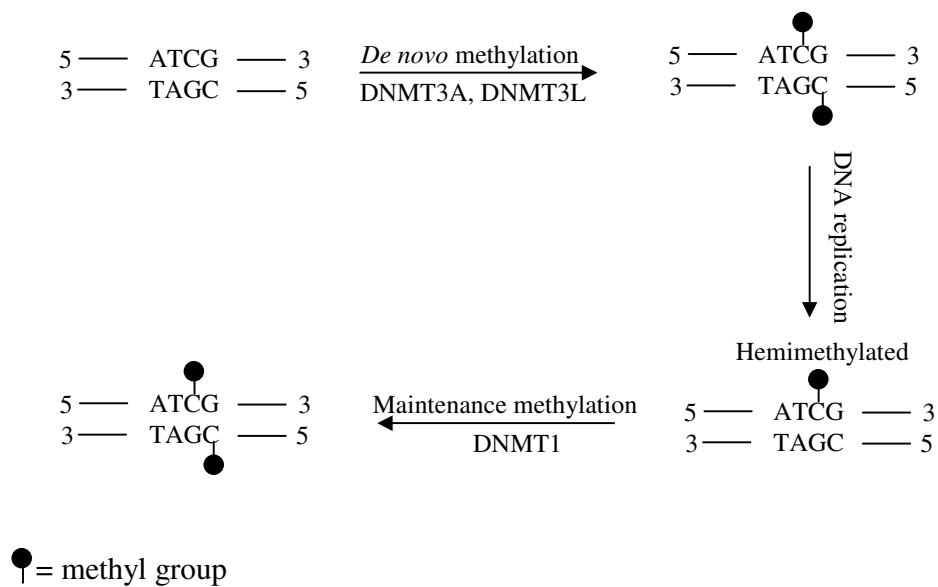 5 — ATCG — 3
3 — TAGC — 5
De novo methylation
DNMT3A, DNMT3L
5 — ATCG — 3
3 — TAGC — 5
DNA replication
Hemimethylated
5 — ATCG — 3
3 — TAGC — 5
Maintenance methylation
DNMT1
5 — ATCG — 3
3 — TAGC — 5
= methyl group